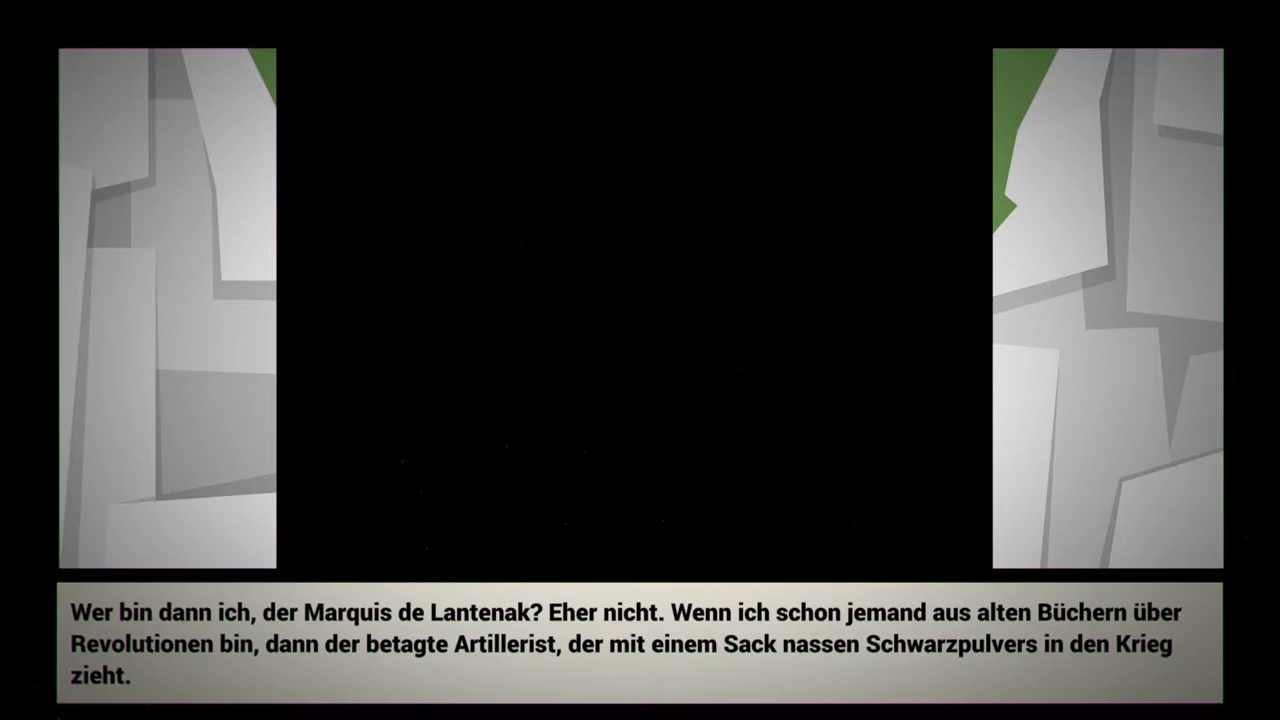 Wer bin dann ich, der Marquis de Lantenak? Eher nicht. Wenn ich schon jemand aus alten Büchern über
Revolutionen bin, dann der betagte Artillerist, der mit einem Sack nassen Schwarzpulvers in den Krieg
zieht.